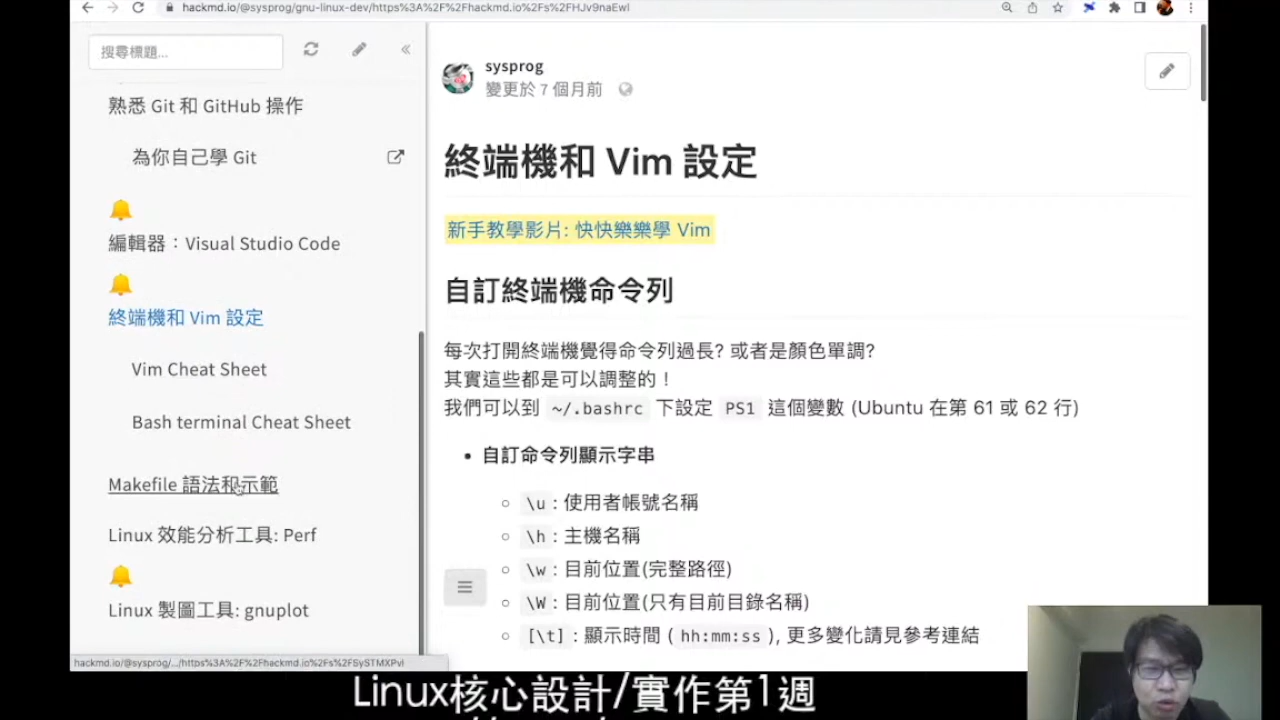 hackmd.io/@sysprog/gnu-linux-dev/https%3A%2F%2Fhackmd.io%2Fs%2FHJv9naEwl
搜尋標題...
熟悉 Git 和 GitHub 操作
為你自己學 Git
編輯器：Visual Studio Code
終端機和 Vim 設定
Vim Cheat Sheet
Bash terminal Cheat Sheet
Makefile 語法和示範
Linux 效能分析工具: Perf
Linux 製圖工具: gnuplot
hackmd.io/@sysprog/.../https%3A%2F%2Fhackmd.io%2Fs%2FSySTMXPvl
sysprog
變更於 7 個月前
終端機和 Vim 設定
新手教學影片: 快快樂樂學 Vim
自訂終端機命令列
每次打開終端機覺得命令列過長? 或者是顏色單調?
其實這些都是可以調整的！
我們可以到 ~/.bashrc 下設定 PS1 這個變數 (Ubuntu 在第 61 或 62 行)
• 自訂命令列顯示字串
○ \u : 使用者帳號名稱
○ \h : 主機名稱
○ \w : 目前位置(完整路徑)
○ \W : 目前位置(只有目前目錄名稱)
○ [\t] : 顯示時間 ( hh:mm:ss ), 更多變化請見參考連結
Linux核心設計/實作第1週